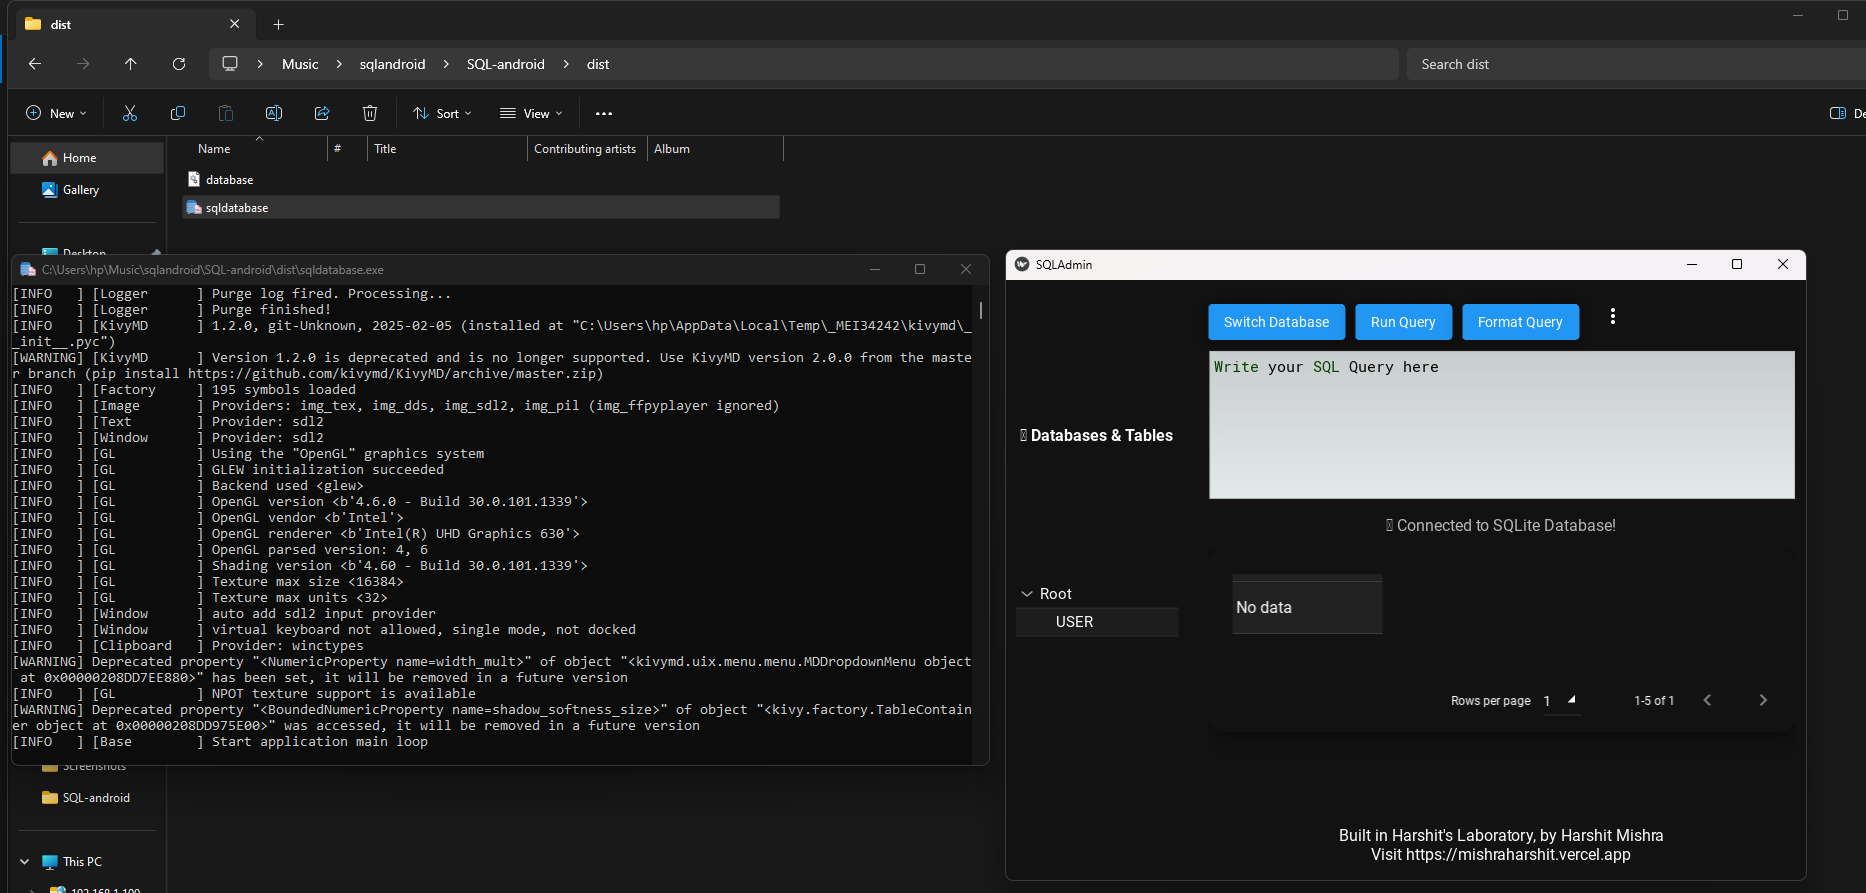 dist
Music > sqlandroid > SQL-android > dist
Search dist
New
Sort
View
Name
#
Title
Contributing artists
Album
Home
Gallery
database
sqldatabase
Desktop
C:\Users\hp\Music\sqlandroid\SQL-android\dist\sqldatabase.exe
[INFO   ] [Logger      ] Purge log fired. Processing...
[INFO   ] [Logger      ] Purge finished!
[INFO   ] [KivyMD      ] 1.2.0, git-Unknown, 2025-02-05 (installed at "C:\Users\hp\AppData\Local\Temp\_MEI34242\kivymd\_
_init__.pyc")
[WARNING] [KivyMD      ] Version 1.2.0 is deprecated and is no longer supported. Use KivyMD version 2.0.0 from the maste
r branch (pip install https://github.com/kivymd/KivyMD/archive/master.zip)
[INFO   ] [Factory     ] 195 symbols loaded
[INFO   ] [Image       ] Providers: img_tex, img_dds, img_sdl2, img_pil (img_ffpyplayer ignored)
[INFO   ] [Text        ] Provider: sdl2
[INFO   ] [Window      ] Provider: sdl2
[INFO   ] [GL          ] Using the "OpenGL" graphics system
[INFO   ] [GL          ] GLEW initialization succeeded
[INFO   ] [GL          ] Backend used <glew>
[INFO   ] [GL          ] OpenGL version <b'4.6.0 - Build 30.0.101.1339'>
[INFO   ] [GL          ] OpenGL vendor <b'Intel'>
[INFO   ] [GL          ] OpenGL renderer <b'Intel(R) UHD Graphics 630'>
[INFO   ] [GL          ] OpenGL parsed version: 4, 6
[INFO   ] [GL          ] Shading version <b'4.60 - Build 30.0.101.1339'>
[INFO   ] [GL          ] Texture max size <16384>
[INFO   ] [GL          ] Texture max units <32>
[INFO   ] [Window      ] auto add sdl2 input provider
[INFO   ] [Window      ] virtual keyboard not allowed, single mode, not docked
[INFO   ] [Clipboard   ] Provider: winctypes
[WARNING] Deprecated property "<NumericProperty name=width_mult>" of object "<kivymd.uix.menu.menu.MDDropdownMenu object
 at 0x00000208DD7EE880>" has been set, it will be removed in a future version
[INFO   ] [GL          ] NPOT texture support is available
[WARNING] Deprecated property "<BoundedNumericProperty name=shadow_softness_size>" of object "<kivy.factory.TableContain
er object at 0x00000208DD975E00>" was accessed, it will be removed in a future version
[INFO   ] [Base        ] Start application main loop
Screenshots
SQL-android
This PC
192.168.1.100
SQLAdmin
Switch Database
Run Query
Format Query
Write your SQL Query here
Databases & Tables
Connected to SQLite Database!
Root
USER
No data
Rows per page 1
1-5 of 1
Built in Harshit's Laboratory, by Harshit Mishra
Visit https://mishraharshit.vercel.app